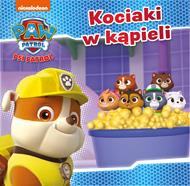 nickelodeon
PAW
PATROL
PSI PATROL
Kociaki
w kąpieli